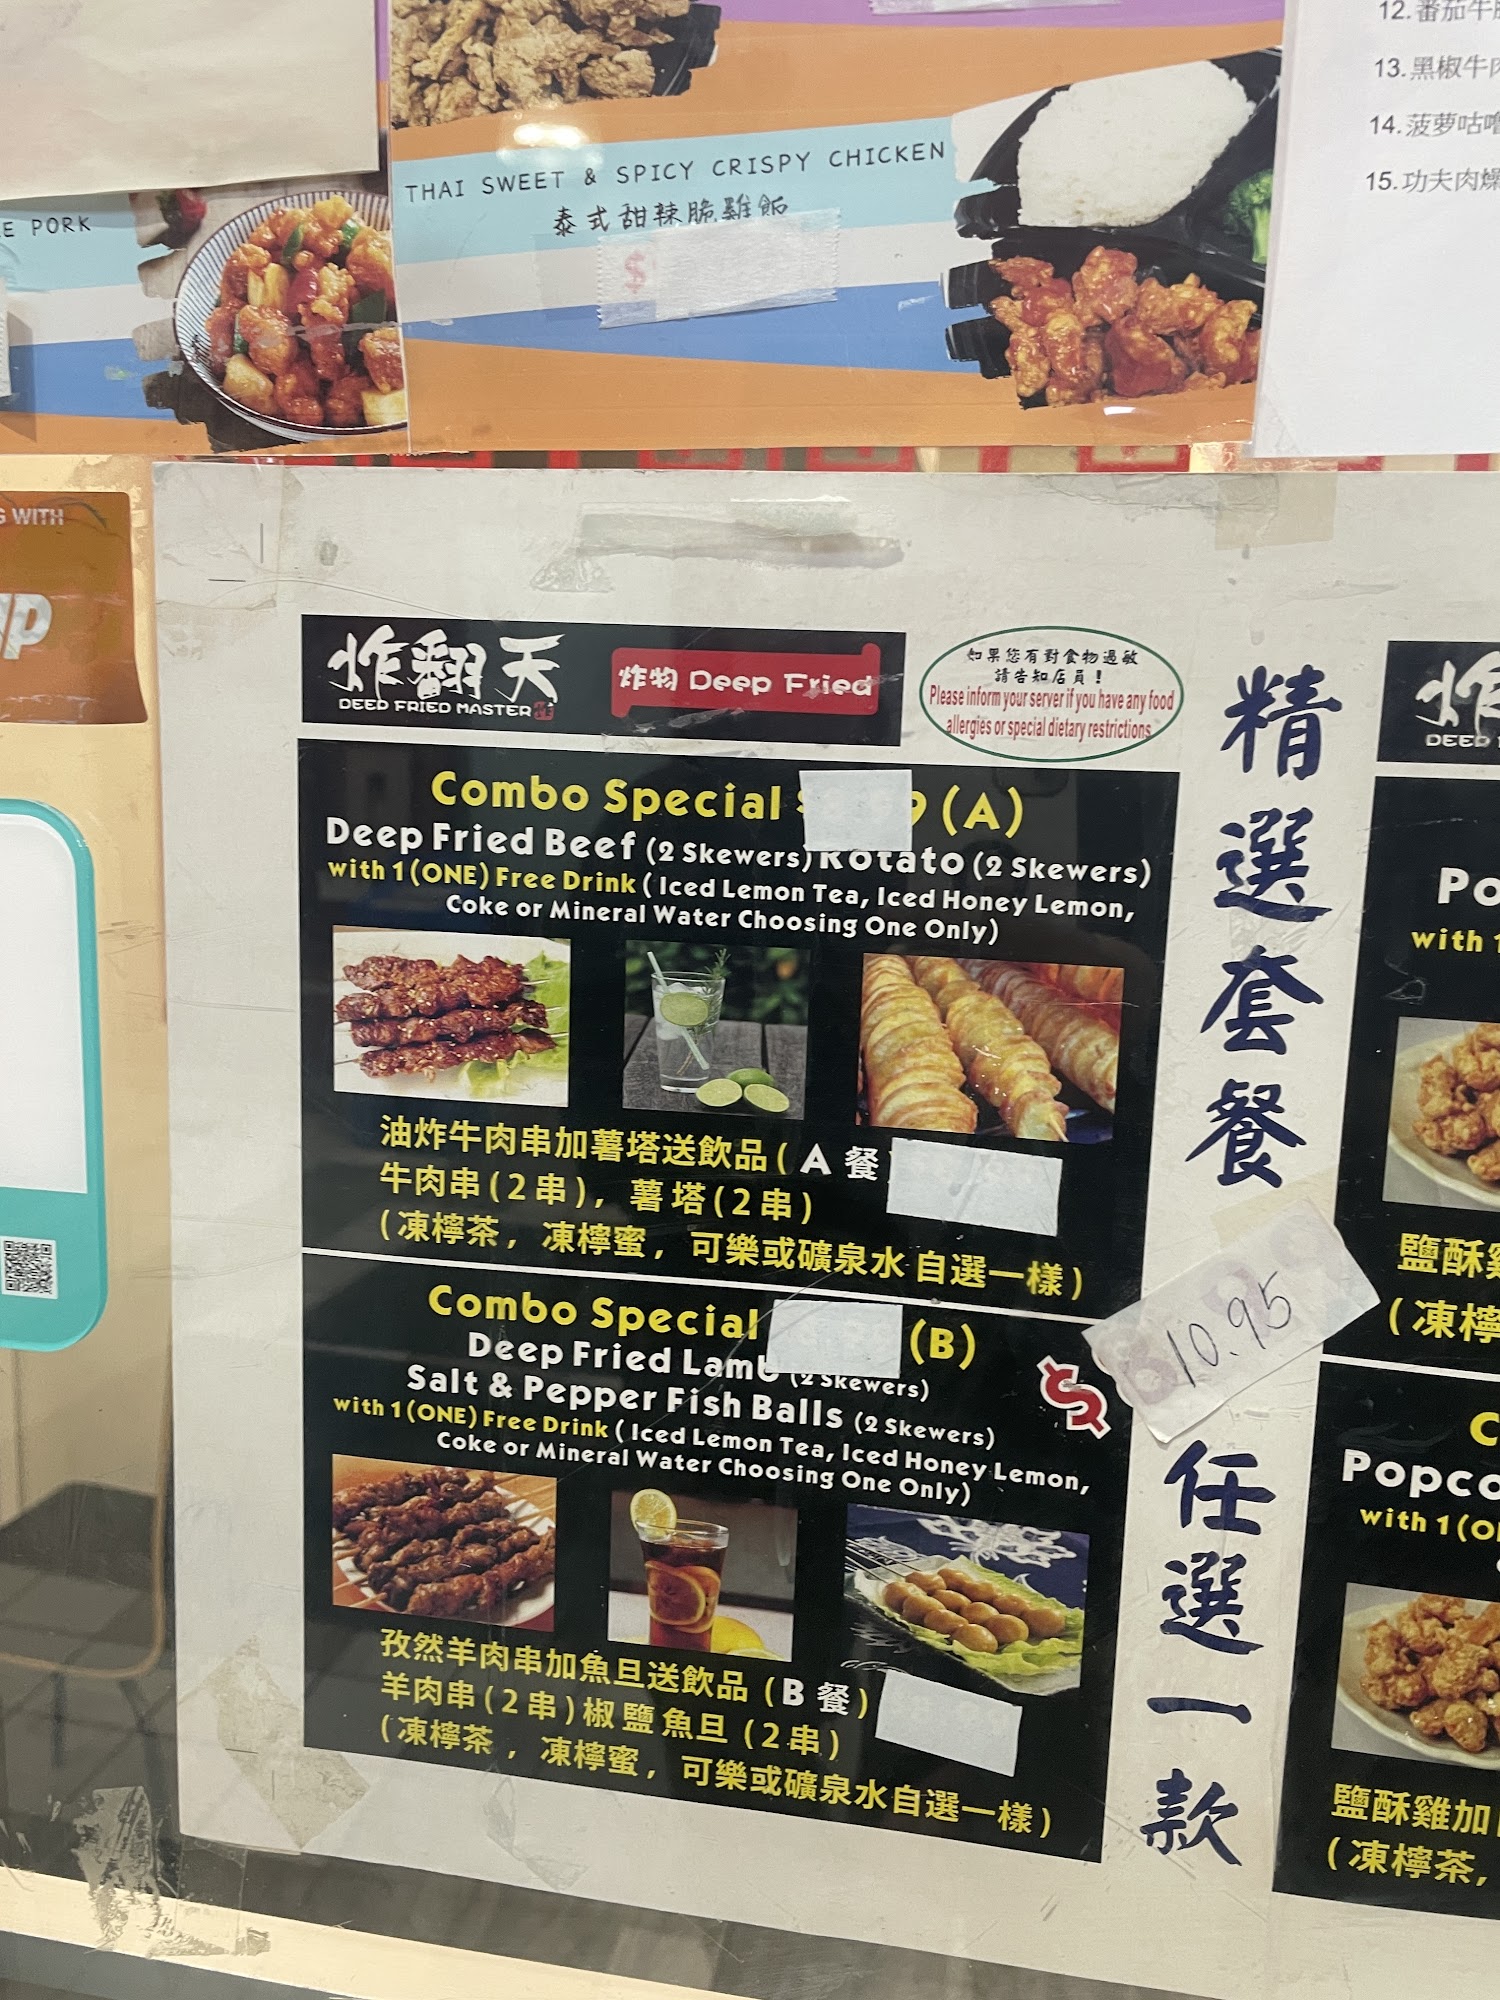 12.番茄牛
13.黑椒牛肉
14.菠萝咕噜
15.功夫肉燥
E PORK
THAI SWEET & SPICY CRISPY CHICKEN
泰式甜辣脆雞飯
$
G WITH
炸翻天
DEEP FRIED MASTER
炸物 Deep Fried
如果您有對食物過敏
請告知店員！
Please inform your server if you have any food
allergies or special dietary restrictions
Combo Special 9 (A)
Deep Fried Beef (2 Skewers) Rotato (2 Skewers)
with 1 (ONE) Free Drink ( Iced Lemon Tea, Iced Honey Lemon,
Coke or Mineral Water Choosing One Only)
油炸牛肉串加薯塔送飲品 ( A 餐
牛肉串 ( 2 串 ) , 薯塔 ( 2 串 )
( 凍檸茶 , 凍檸蜜 , 可樂或礦泉水 自選一樣 )
Combo Special (B)
Deep Fried Lamb (2 Skewers)
Salt & Pepper Fish Balls (2 Skewers)
with 1 (ONE) Free Drink ( Iced Lemon Tea, Iced Honey Lemon,
Coke or Mineral Water Choosing One Only)
孜然羊肉串加魚旦送飲品 ( B 餐 )
羊肉串 ( 2 串 ) 椒鹽魚旦 ( 2 串 )
( 凍檸茶 , 凍檸蜜 , 可樂或礦泉水自選一樣 )
精選套餐
$ 10.95
任選一款
炸
DEEP
Po
with 1
鹽酥雞
( 凍檸
C
Popco
with 1 (O
鹽酥雞加
( 凍檸茶,